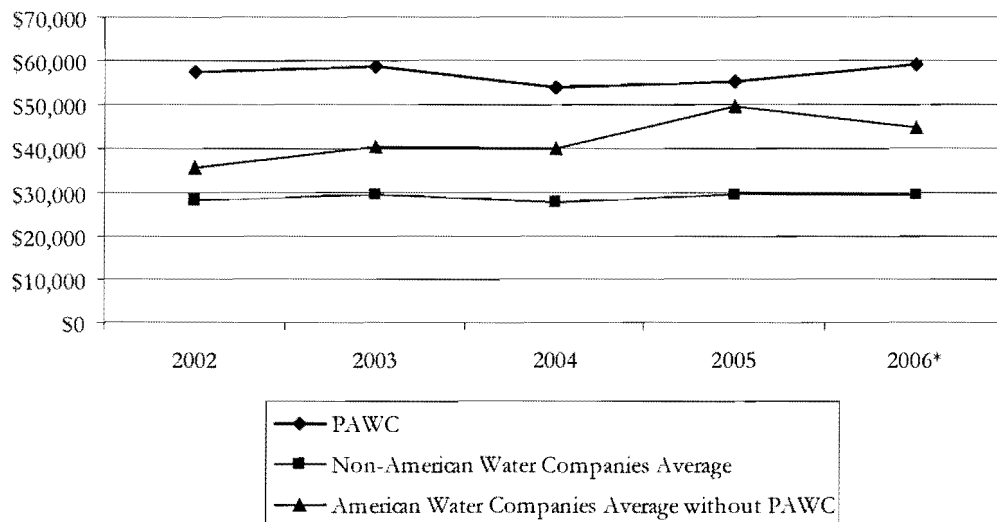 $70,000
$60,000
$50,000
$40,000
$30,000
$20,000
$10,000
$0
2002 2003 2004 2005 2006*
PAWC
Non-American Water Companies Average
American Water Companies Average without PAWC